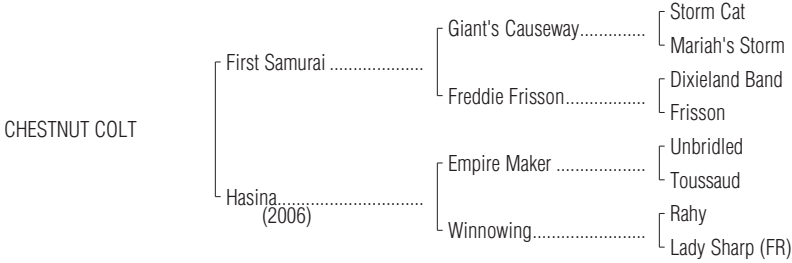 Storm Cat
Giant's Causeway..............
Mariah's Storm
First Samurai ....................
Dixieland Band
Freddie Frisson.................
Frisson
CHESTNUT COLT
Unbridled
Empire Maker ...................
Toussaud
Hasina...............................
(2006)
Rahy
Winnowing........................
Lady Sharp (FR)